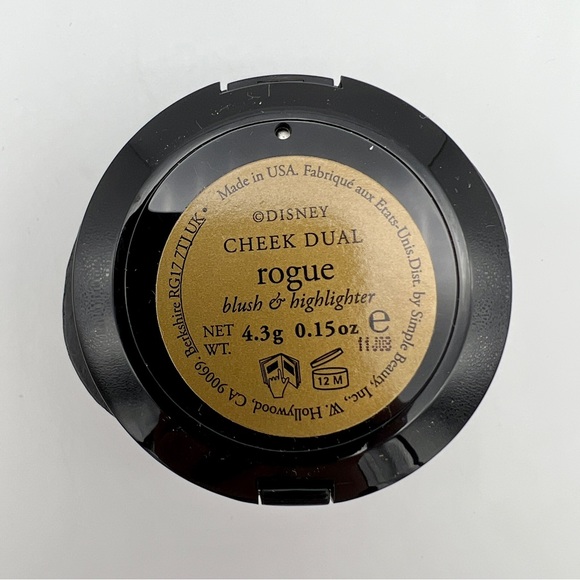 Made in USA. Fabriqué aux Etats-Unis.Dist. by Simple Beauty, Inc., W. Hollywood, CA 90069. Berkshire RG17 7TJ UK •
©DISNEY
CHEEK DUAL
rogue
blush & highlighter
NET WT. 4.3g 0.15oz e
11J08
12 M